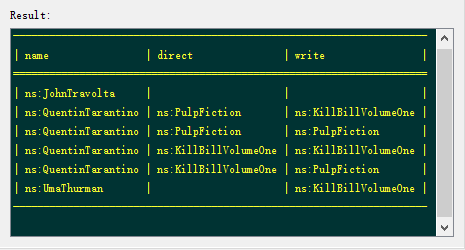 Result:
| name | direct | write |
| ns:JohnTravolta | | |
| ns:QuentinTarantino | ns:PulpFiction | ns:KillBillVolumeOne |
| ns:QuentinTarantino | ns:PulpFiction | ns:PulpFiction |
| ns:QuentinTarantino | ns:KillBillVolumeOne | ns:KillBillVolumeOne |
| ns:QuentinTarantino | ns:KillBillVolumeOne | ns:PulpFiction |
| ns:UmaThurman | | ns:KillBillVolumeOne |